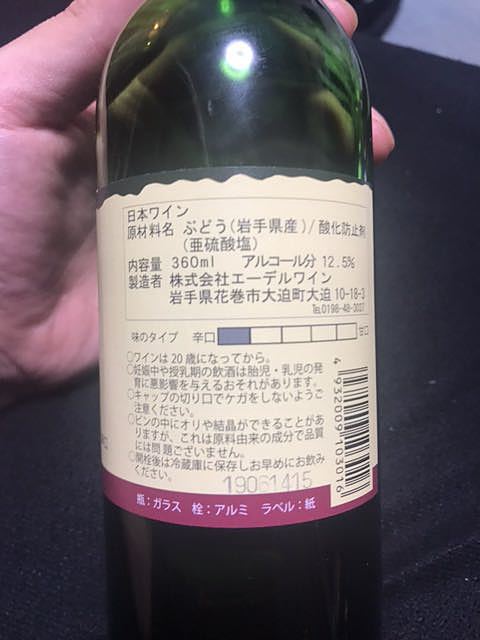 日本ワイン
原材料名 ぶどう(岩手県産)/酸化防止剤
(亜硫酸塩)
内容量 360ml アルコール分 12.5%
製造者 株式会社エーデルワイン
岩手県花巻市大迫町大迫 10-18-3
TEL.0198-48-3037
味のタイプ 辛口 甘口
○ワインは20歳になってから。
○妊娠中や授乳期の飲酒は胎児・乳児の発
育に悪影響を与えるおそれがあります。
○キャップの切り口でケガをしないようご
注意ください。
○ビンの中にオリや結晶ができることがあ
りますが、これは原料由来の成分で品質
には問題ございません。
○開栓後は冷蔵庫に保存しお早めにお飲み
ください。
19061415
4932009103016
瓶:ガラス 栓:アルミ ラベル:紙